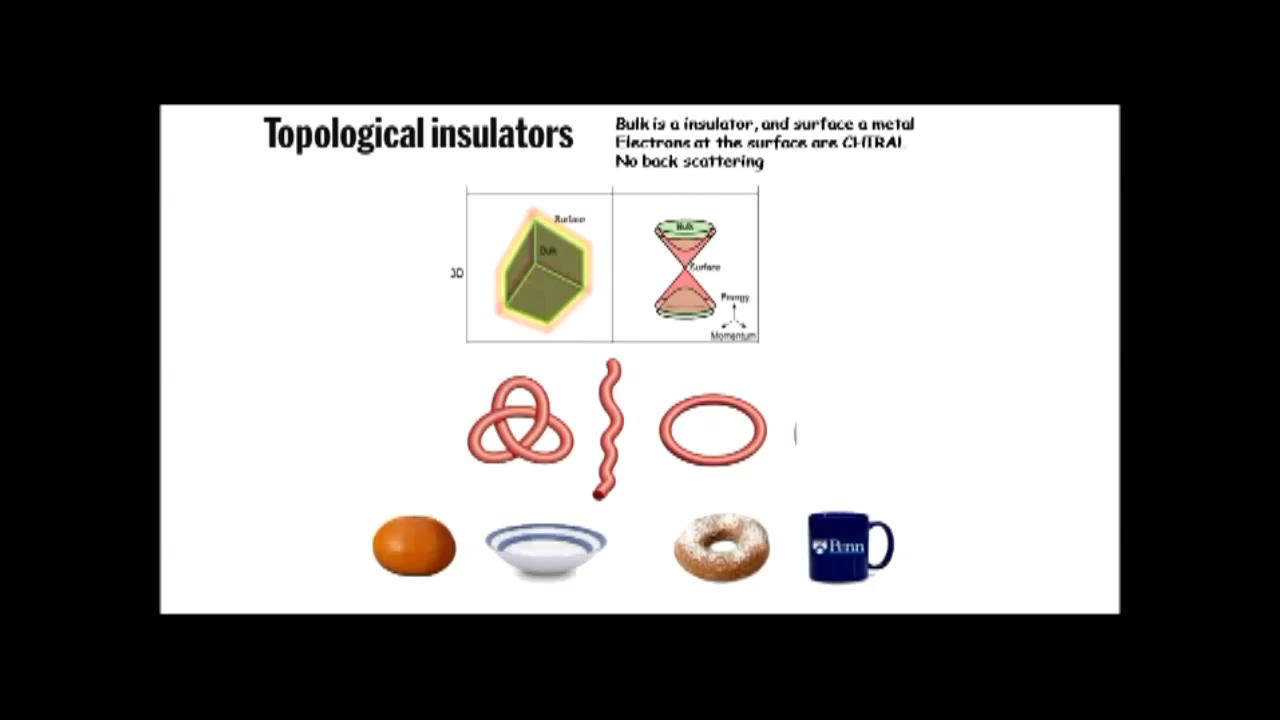 Topological insulators
Bulk is a insulator, and surface a metal
Electrons at the surface are CHIRAL
No back scattering
Surface
Bulk
Bulk
Surface
Energy
Momentum
Penn